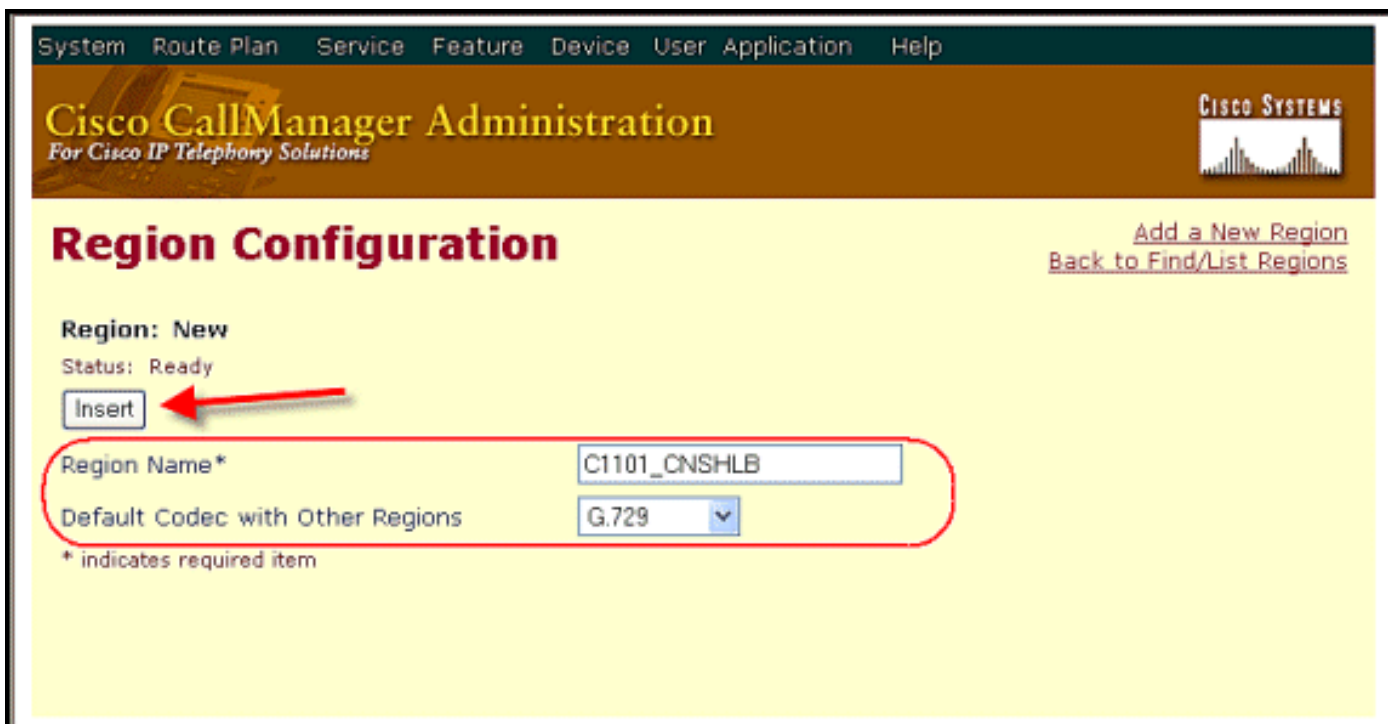 System Route Plan Service Feature Device User Application Help
Cisco CallManager Administration
For Cisco IP Telephony Solutions
CISCO SYSTEMS
Region Configuration
Add a New Region
Back to Find/List Regions
Region: New
Status: Ready
Insert
Region Name* C1101_CNSHLB
Default Codec with Other Regions G.729
* indicates required item